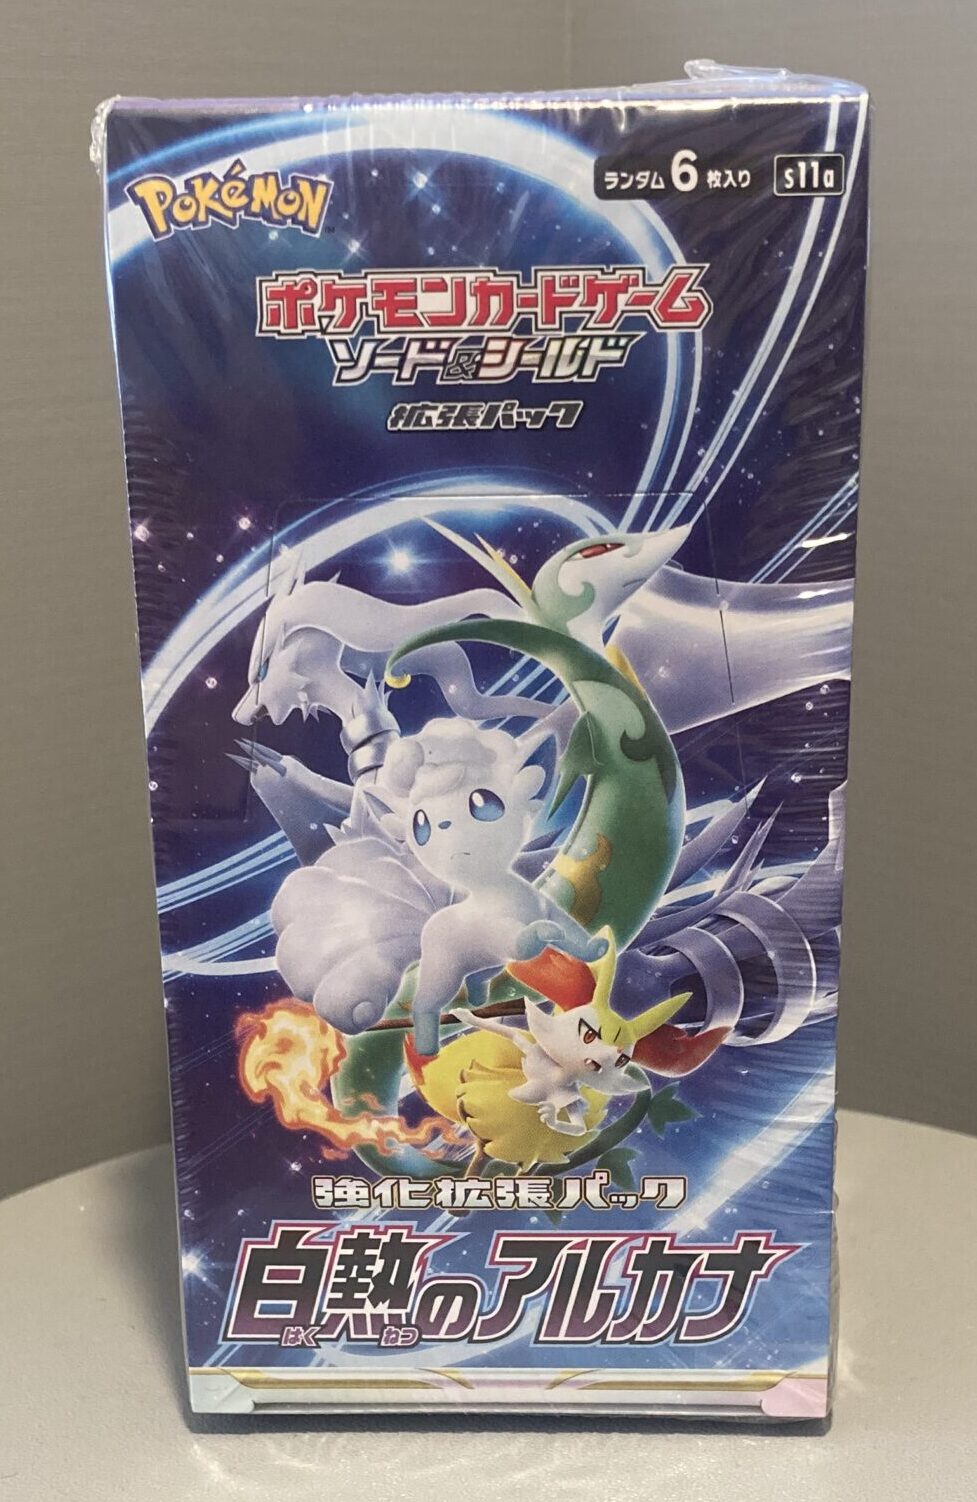 ランダム6枚入り s11a
Pokémon™
ポケモンカードゲーム
ソード&シールド
拡張パック
強化拡張パック
白熱のアルカナ
はく ねつ